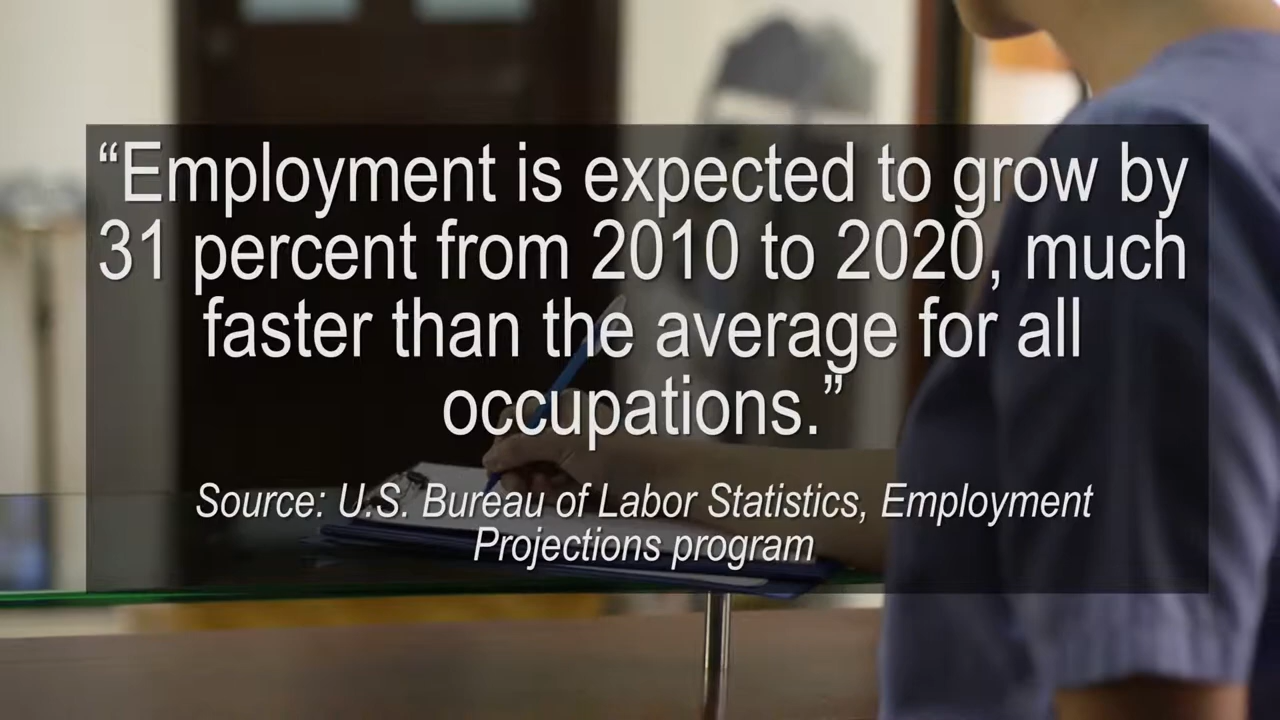 “Employment is expected to grow by
31 percent from 2010 to 2020, much
faster than the average for all
occupations.”
Source: U.S. Bureau of Labor Statistics, Employment
Projections program